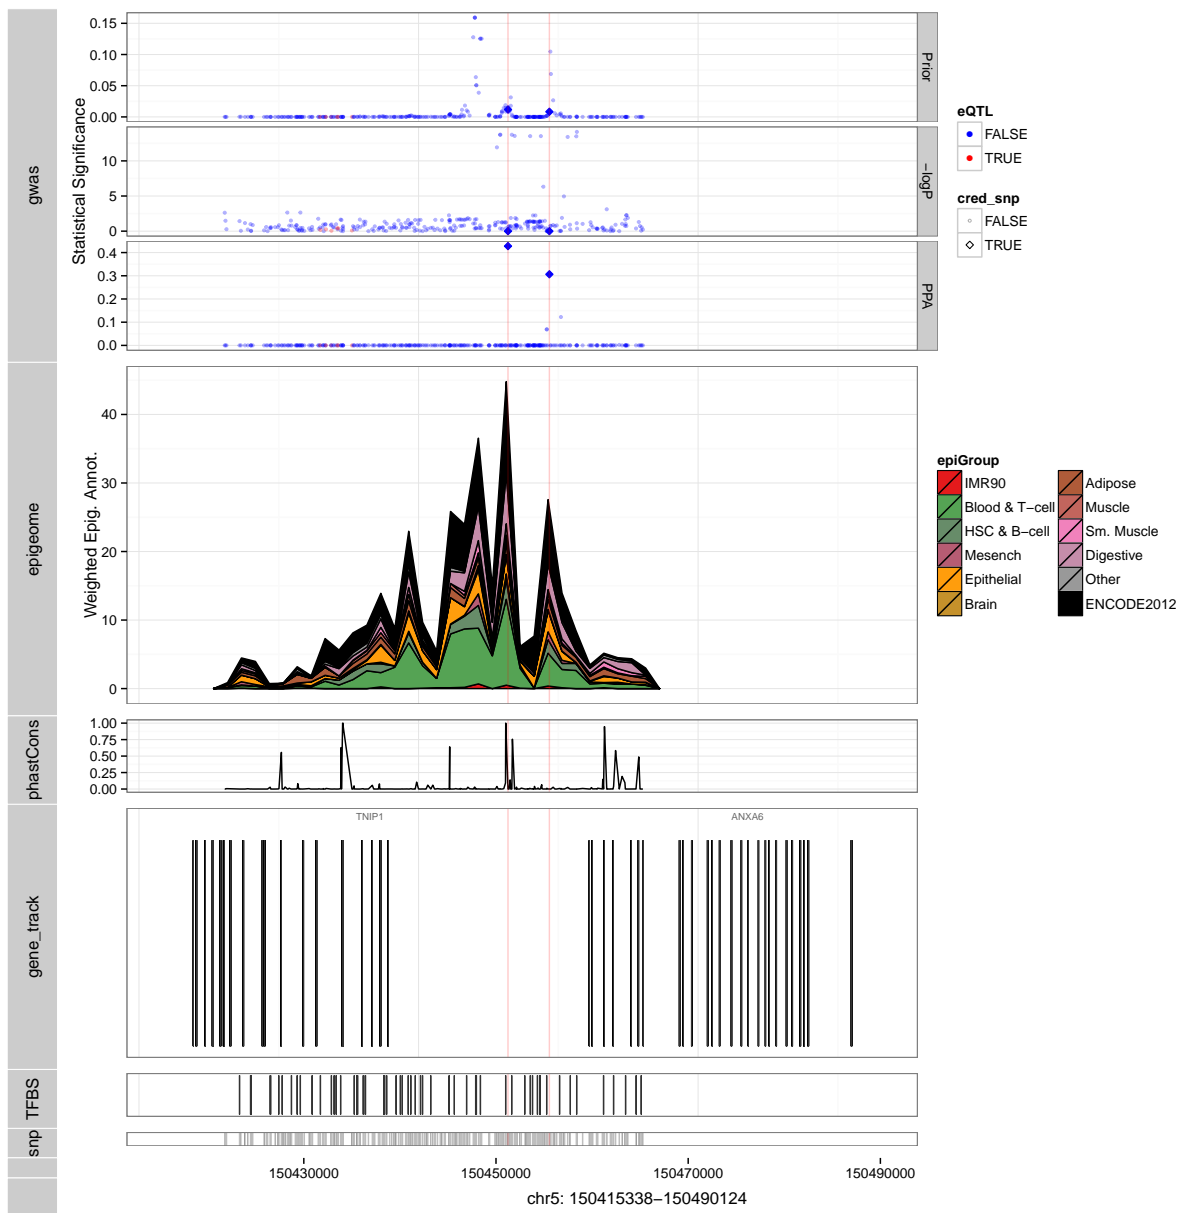 gwas
Statistical Significance
0.15
0.10
0.05
0.00
Prior
10
5
0
−logP
0.4
0.3
0.2
0.1
0.0
PPA
eQTL
FALSE
TRUE
cred_snp
FALSE
TRUE
epigeome
Weighted Epig. Annot.
40
30
20
10
0
epiGroup
IMR90
Blood & T−cell
HSC & B−cell
Mesench
Epithelial
Brain
Adipose
Muscle
Sm. Muscle
Digestive
Other
ENCODE2012
phastCons
1.00
0.75
0.50
0.25
0.00
gene_track
TNIP1
ANXA6
TFBS
snp
150430000
150450000
150470000
150490000
chr5: 150415338−150490124